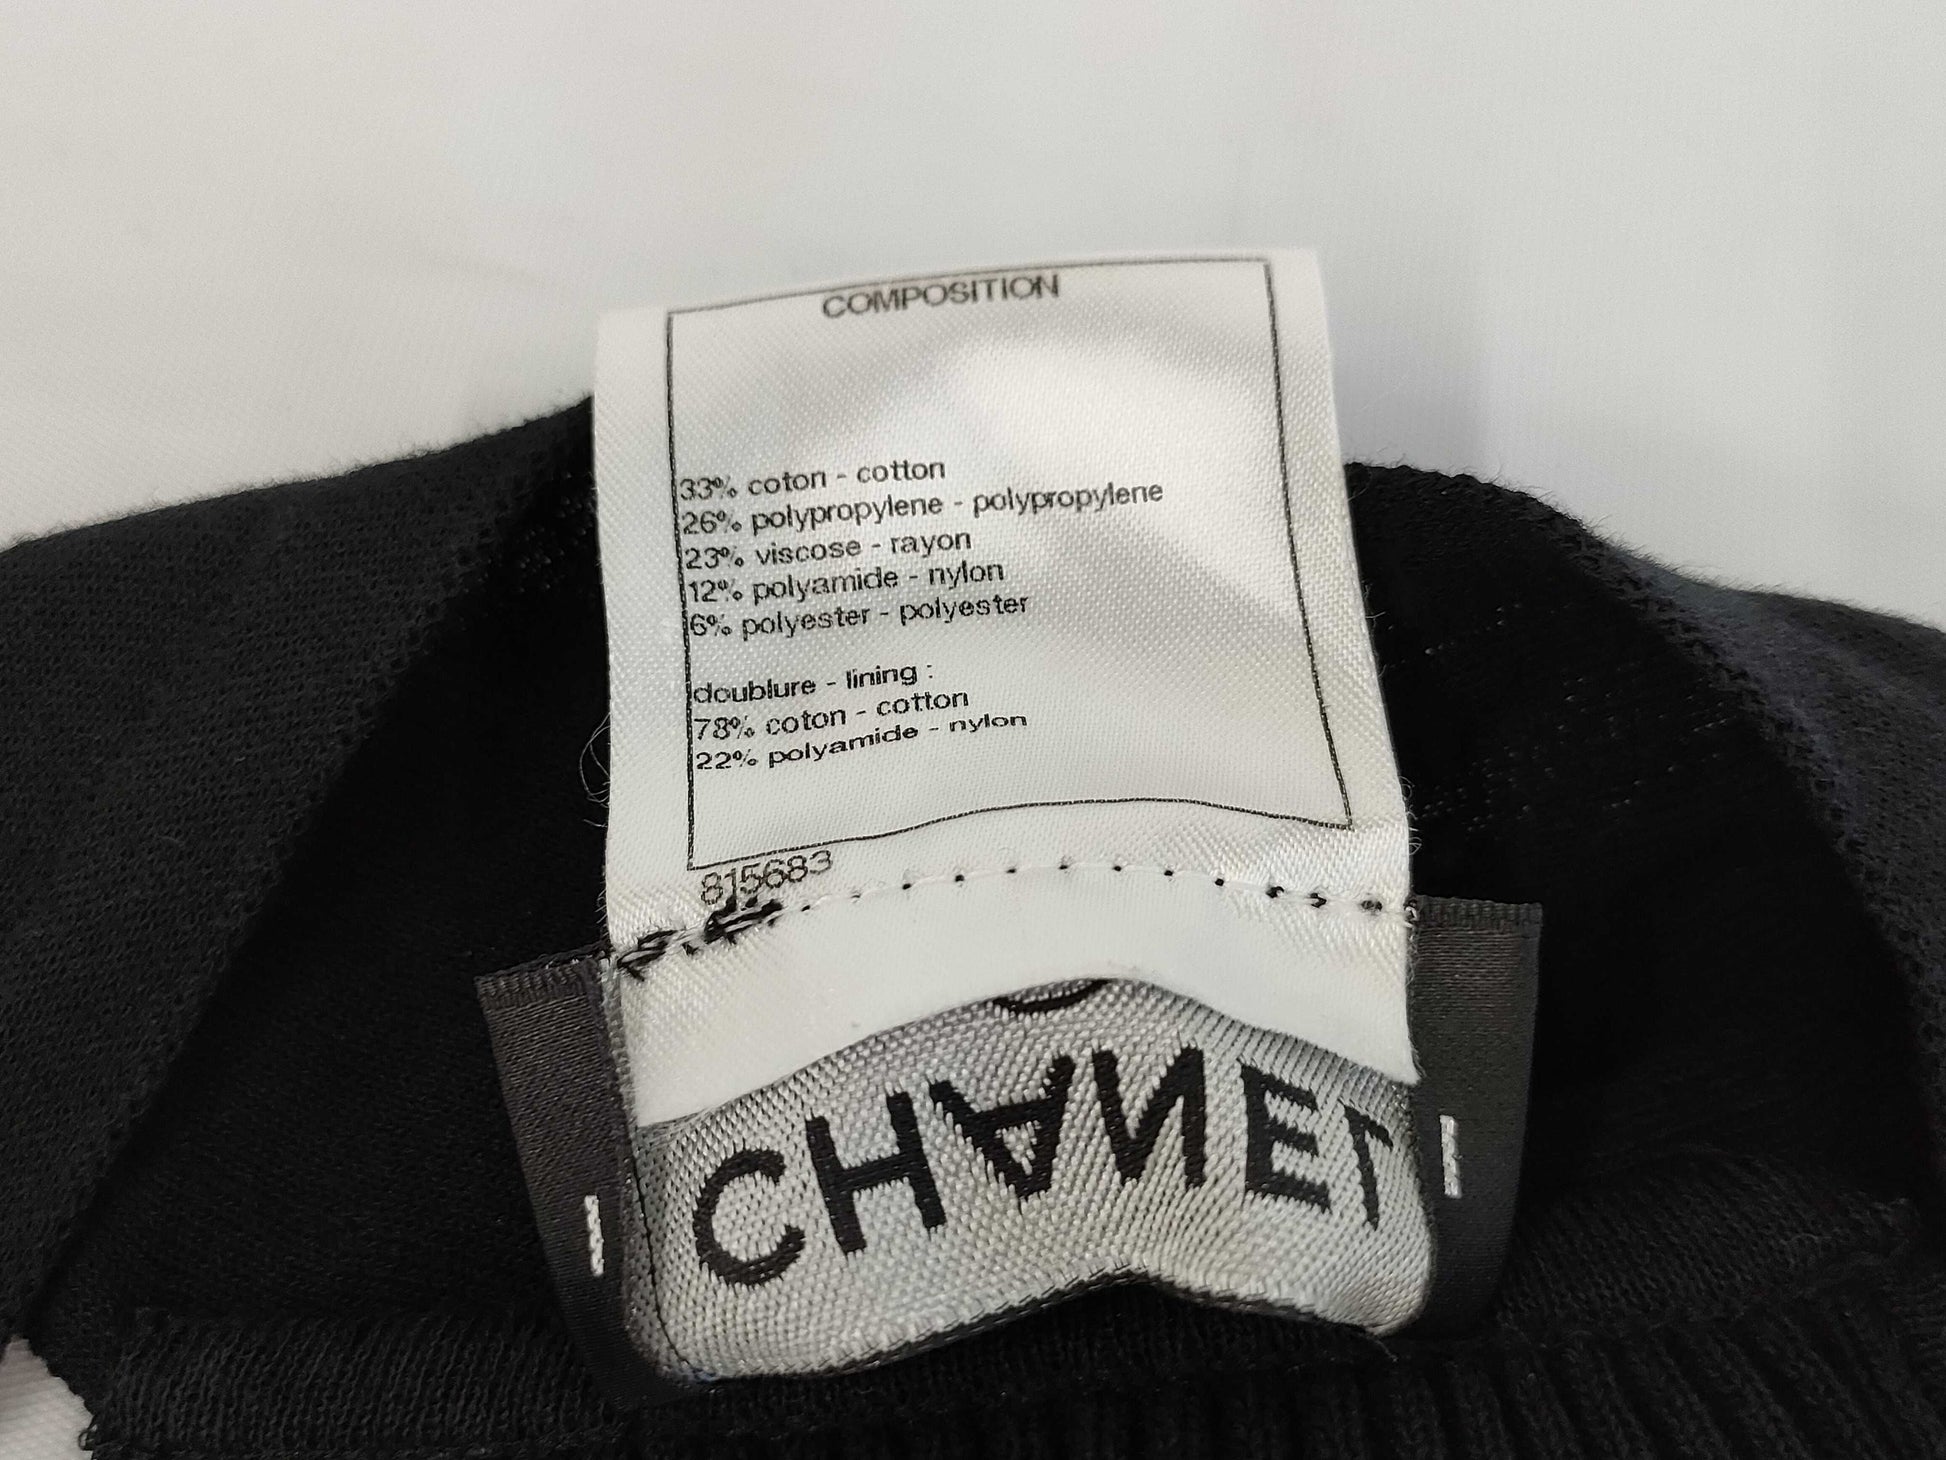 COMPOSITION
33% coton - cotton
26% polypropylene - polypropylene
23% viscose - rayon
12% polyamide - nylon
6% polyester - polyester
doublure - lining :
78% coton - cotton
22% polyamide - nylon
815683
CHANEL